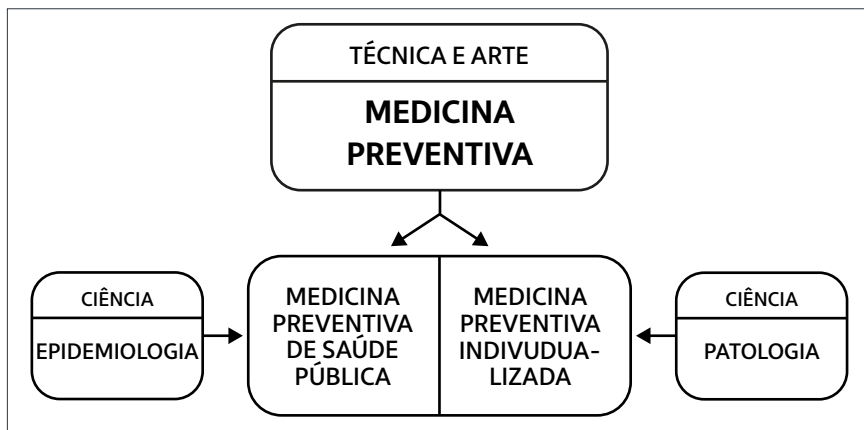 TÉCNICA E ARTE
MEDICINA
PREVENTIVA
CIÊNCIA
EPIDEMIOLOGIA
MEDICINA
PREVENTIVA
DE SAÚDE
PÚBLICA
MEDICINA
PREVENTIVA
INDIVUDUA-
LIZADA
CIÊNCIA
PATOLOGIA